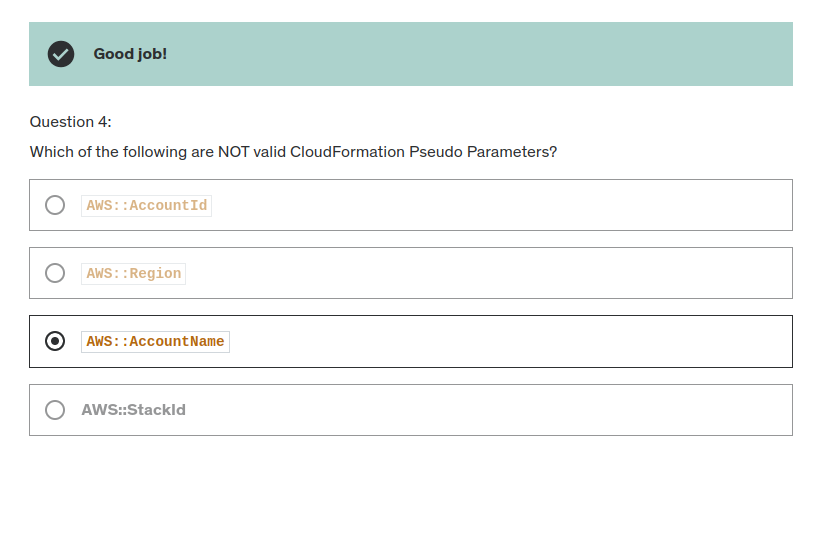 Good job!
Question 4:
Which of the following are NOT valid CloudFormation Pseudo Parameters?
AWS::AccountId
AWS::Region
AWS::AccountName
AWS::StackId